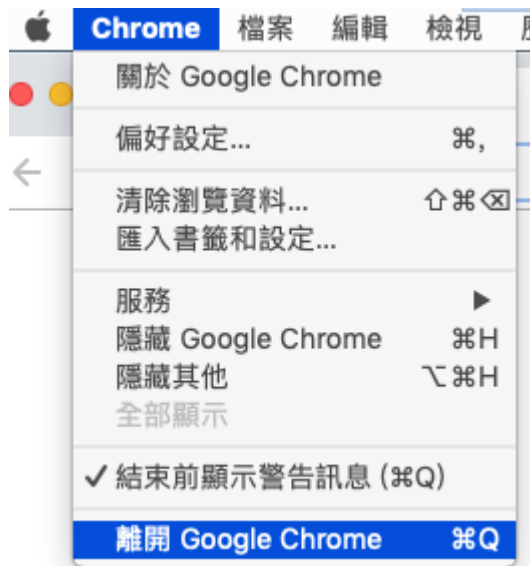 Chrome 檔案 編輯 檢視
關於 Google Chrome
偏好設定... ⌘,
清除瀏覽資料... ⇧⌘⌫
匯入書籤和設定...
服務 ▶
隱藏 Google Chrome ⌘H
隱藏其他 ⌥⌘H
全部顯示
✓ 結束前顯示警告訊息 (⌘Q)
離開 Google Chrome ⌘Q